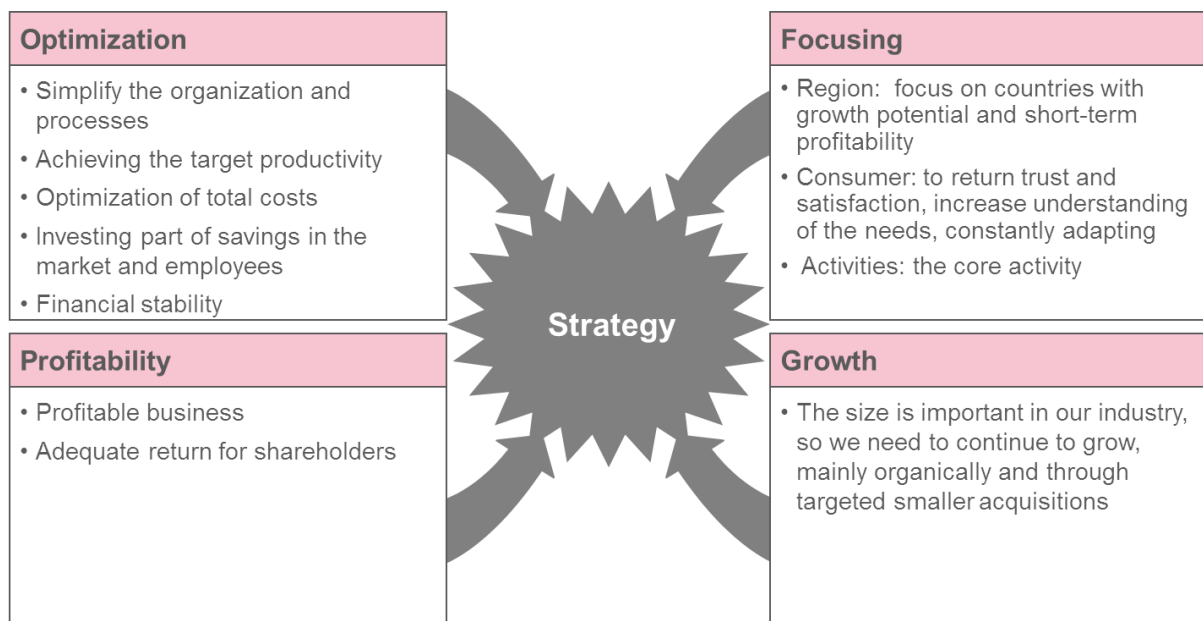 Optimization
• Simplify the organization and
processes
• Achieving the target productivity
• Optimization of total costs
• Investing part of savings in the
market and employees
• Financial stability
Focusing
• Region:  focus on countries with
growth potential and short-term
profitability
• Consumer: to return trust and
satisfaction, increase understanding
of the needs, constantly adapting
• Activities: the core activity
Strategy
Profitability
• Profitable business
• Adequate return for shareholders
Growth
• The size is important in our industry,
so we need to continue to grow,
mainly organically and through
targeted smaller acquisitions